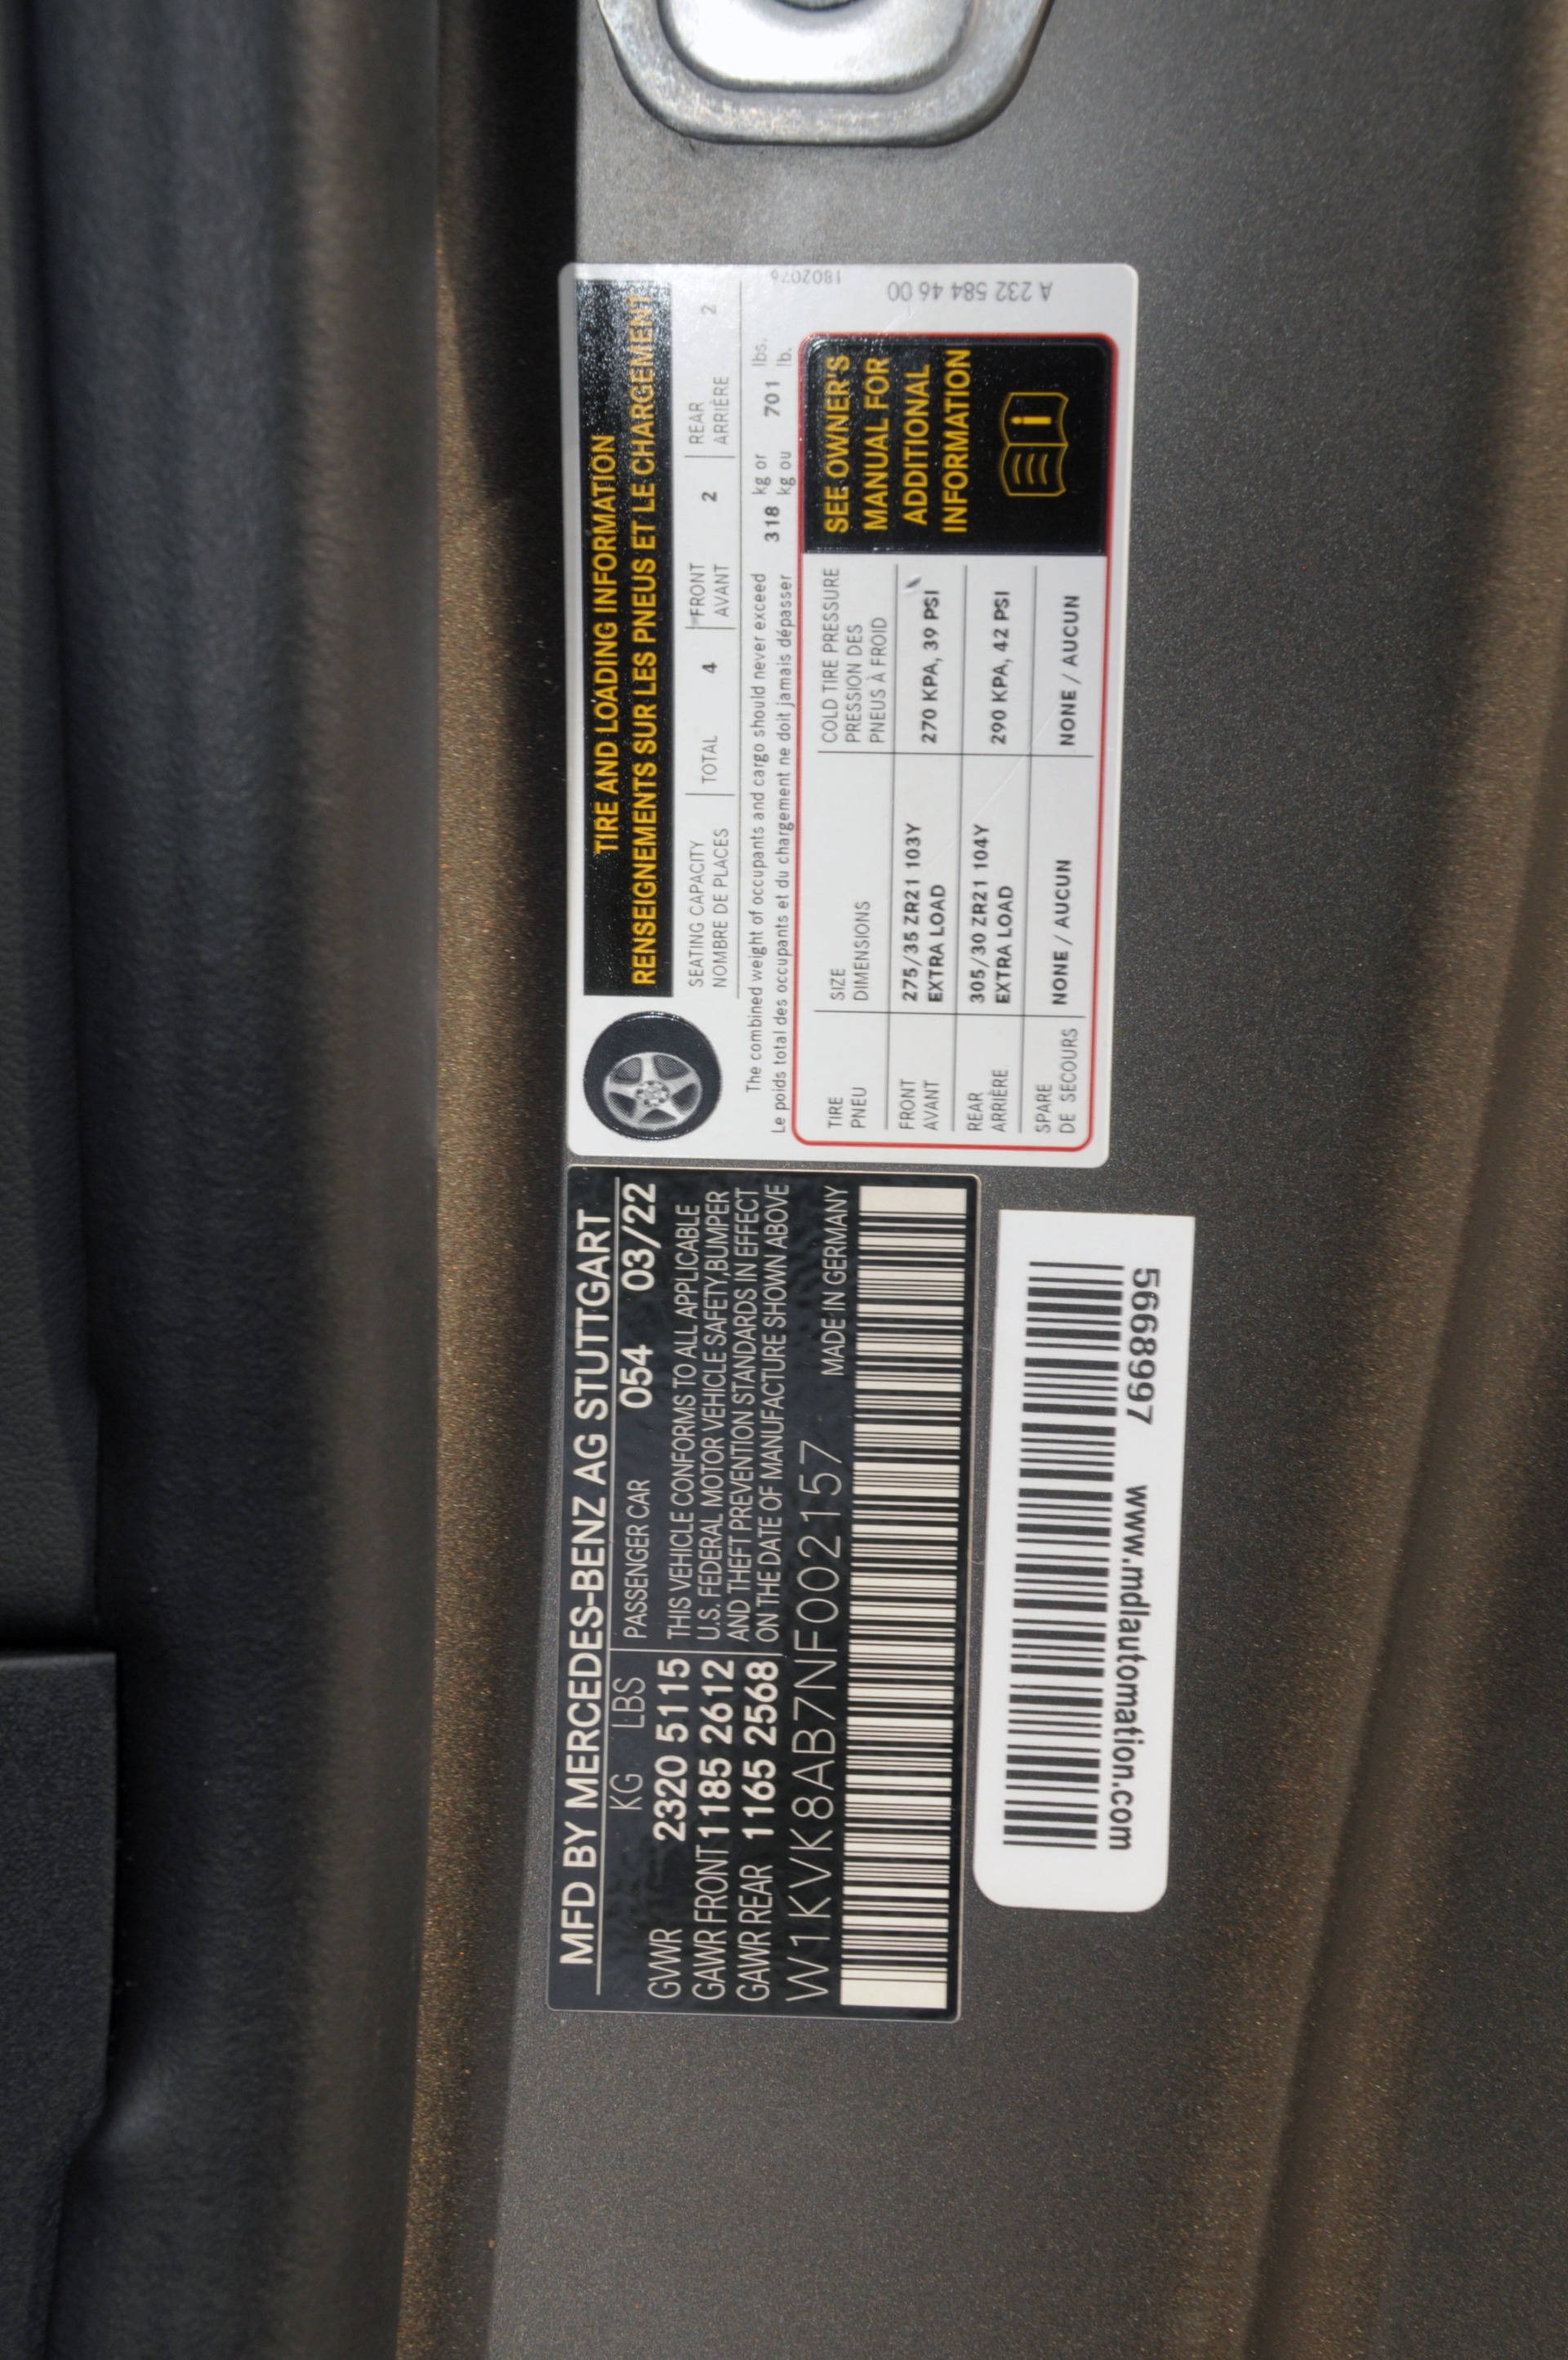 TIRE AND LOADING INFORMATION
RENSEIGNEMENTS SUR LES PNEUS ET LE CHARGEMENT
SEATING CAPACITY
NOMBRE DE PLACES
TOTAL 4
FRONT
AVANT
2
REAR
ARRIÈRE
2
The combined weight of occupants and cargo should never exceed
Le poids total des occupants et du chargement ne doit jamais dépasser
318 kg or
kg ou
701 lbs.
lb.
TIRE
PNEU
SIZE
DIMENSIONS
COLD TIRE PRESSURE
PRESSION DES
PNEUS À FROID
FRONT
AVANT
275/35 ZR21 103Y
EXTRA LOAD
270 KPA, 39 PSI
REAR
ARRIÈRE
305/30 ZR21 104Y
EXTRA LOAD
290 KPA, 42 PSI
SPARE
DE SECOURS
NONE / AUCUN
NONE / AUCUN
SEE OWNER'S
MANUAL FOR
ADDITIONAL
INFORMATION
A 232 584 46 00
MFD BY MERCEDES-BENZ AG STUTTGART
KG LBS
GVWR 2320 5115
GAWR FRONT 1185 2612
GAWR REAR 1165 2568
PASSENGER CAR 054 03/22
THIS VEHICLE CONFORMS TO ALL APPLICABLE
U.S. FEDERAL MOTOR VEHICLE SAFETY,BUMPER
AND THEFT PREVENTION STANDARDS IN EFFECT
ON THE DATE OF MANUFACTURE SHOWN ABOVE
W1KVK8AB7NF002157
MADE IN GERMANY
5668997 www.mdlautomation.com